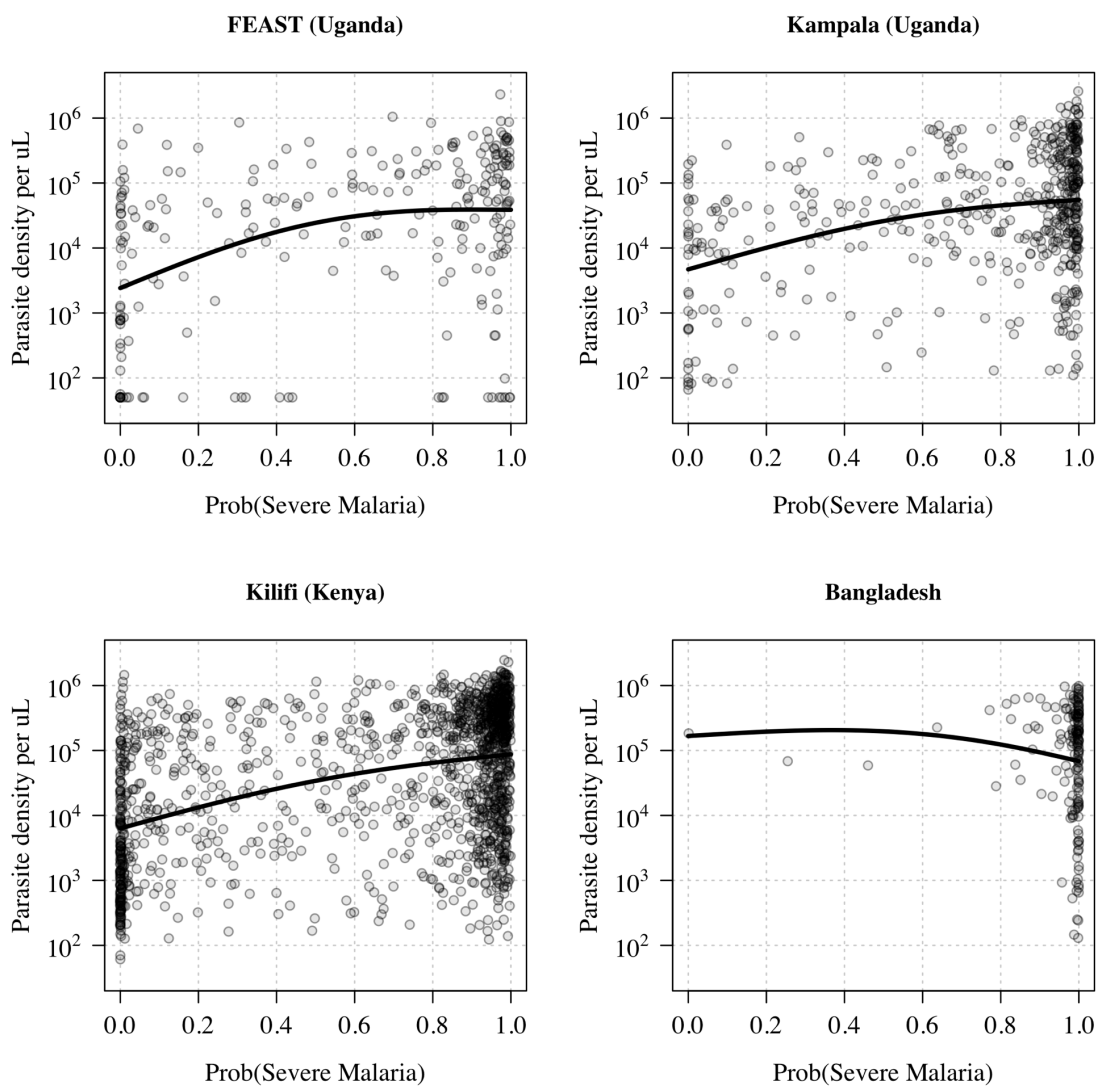 FEAST (Uganda)
Parasite density per uL
10^6
10^5
10^4
10^3
10^2
0.0 0.2 0.4 0.6 0.8 1.0
Prob(Severe Malaria)
Kampala (Uganda)
Parasite density per uL
10^6
10^5
10^4
10^3
10^2
0.0 0.2 0.4 0.6 0.8 1.0
Prob(Severe Malaria)
Kilifi (Kenya)
Parasite density per uL
10^6
10^5
10^4
10^3
10^2
0.0 0.2 0.4 0.6 0.8 1.0
Prob(Severe Malaria)
Bangladesh
Parasite density per uL
10^6
10^5
10^4
10^3
10^2
0.0 0.2 0.4 0.6 0.8 1.0
Prob(Severe Malaria)